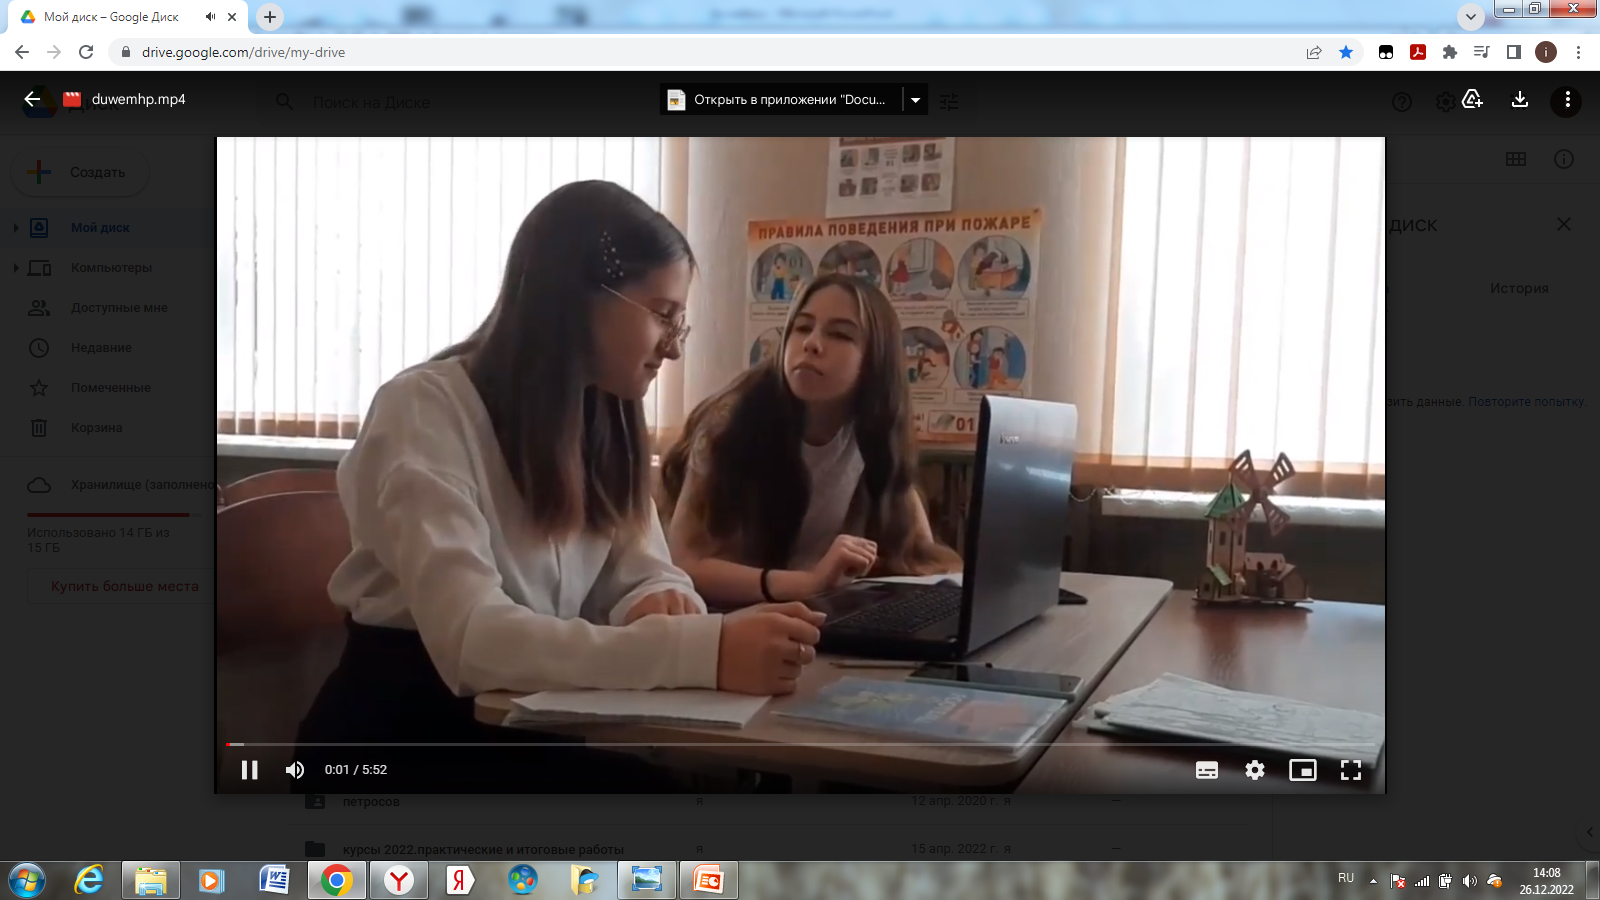 Мой диск – Google Диск
drive.google.com/drive/my-drive
i
duwemhp.mp4
Поиск на Диске
Открыть в приложении "Docu...
Создать
Мой диск
Компьютеры
Доступные мне
Недавние
Помеченные
Корзина
Хранилище (заполнено
Использовано 14 ГБ из
15 ГБ
Купить больше места
ПРАВИЛА ПОВЕДЕНИЯ ПРИ ПОЖАРЕ
01
диск
История
зить данные. Повторите попытку.
0:01 / 5:52
петросов
я
12 апр. 2020 г. я
—
курсы 2022.практические и итоговые работы
я
15 апр. 2022 г. я
—
RU
14:08
26.12.2022